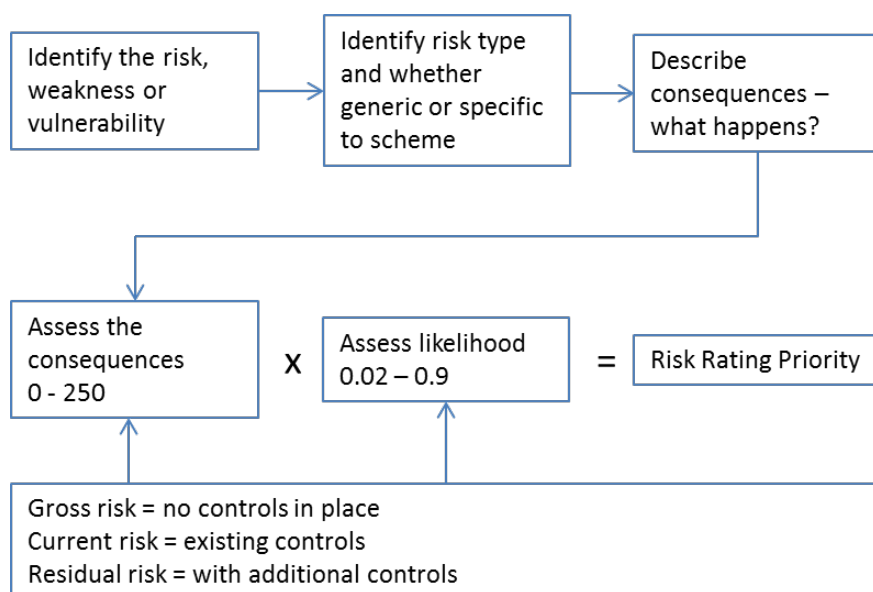 Identify the risk,
weakness or
vulnerability
Identify risk type
and whether
generic or specific
to scheme
Describe
consequences –
what happens?
Assess the
consequences
0 - 250
x
Assess likelihood
0.02 – 0.9
=
Risk Rating Priority
Gross risk = no controls in place
Current risk = existing controls
Residual risk = with additional controls